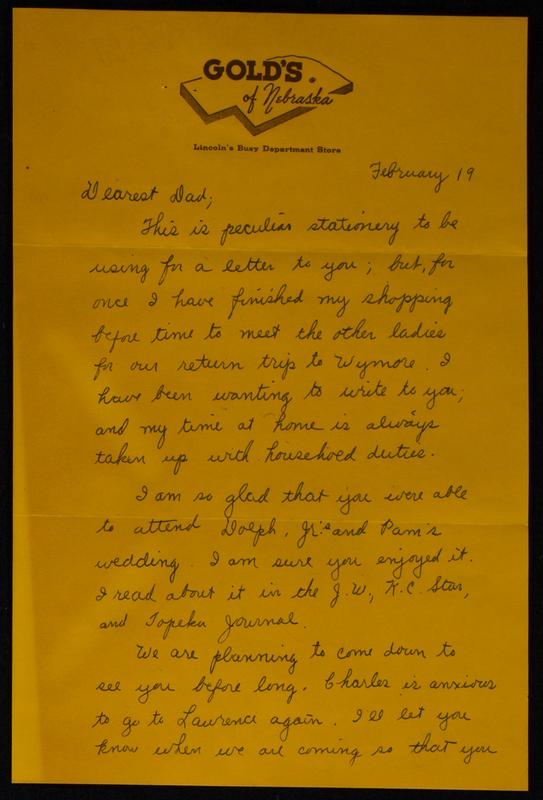 GOLD'S
of Nebraska
Lincoln's Busy Department Store
February 19
Dearest Dad;
This is peculiar stationery to be
using for a letter to you; but, for
once I have finished my shopping
before time to meet the other ladies
for our return trip to Wymore. I
have been wanting to write to you;
and my time at home is always
taken up with household duties.
I am so glad that you were able
to attend Dolph, Jr.'s and Pam's
wedding. I am sure you enjoyed it.
I read about it in the J.W., K.C. Star,
and Topeka Journal.
We are planning to come down to
see you before long. Charles is anxious
to go to Lawrence again. I'll let you
know when we are coming so that you